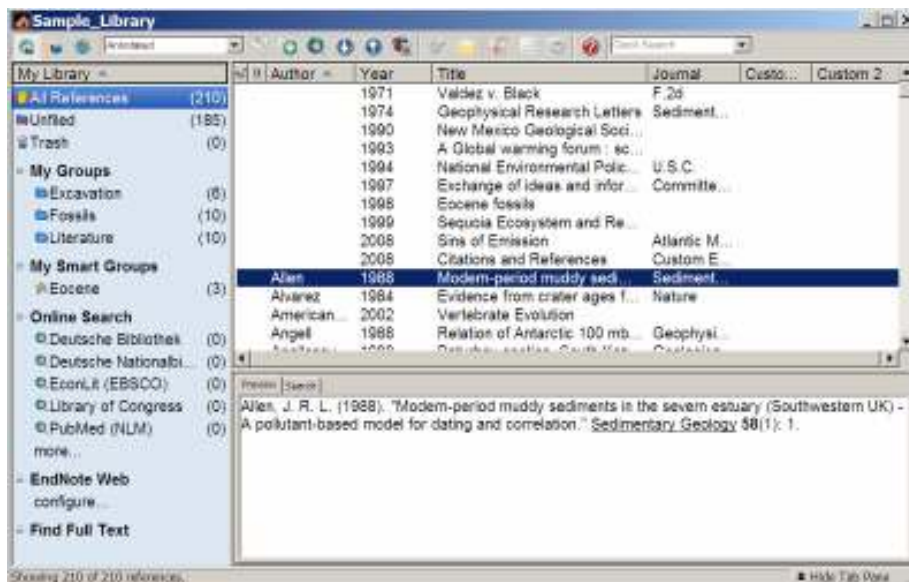 Sample_Library
Annotated
Quick Search
My Library
All References (210)
Unfiled (185)
Trash (0)
My Groups
Excavation (6)
Fossils (10)
Literature (10)
My Smart Groups
Eocene (3)
Online Search
Deutsche Bibliothek (0)
Deutsche Nationalbi... (0)
EconLit (EBSCO) (0)
Library of Congress (0)
PubMed (NLM) (0)
more...
EndNote Web
configure...
Find Full Text
Author Year Title Journal Custo... Custom 2
1971 Valdez v. Black F.2d
1974 Geophysical Research Letters Sediment...
1990 New Mexico Geological Soci...
1993 A Global warming forum : sc...
1994 National Environmental Polic... U.S.C.
1997 Exchange of ideas and infor... Committe...
1998 Eocene fossils
1999 Sequoia Ecosystem and Re...
2008 Sins of Emission Atlantic M...
2008 Citations and References Custom E...
Allen 1988 Modern-period muddy sedi... Sediment...
Alvarez 1984 Evidence from crater ages f... Nature
American... 2002 Vertebrate Evolution
Angell 1988 Relation of Antarctic 100 mb... Geophysi...
Preview Search
Allen, J. R. L. (1988). "Modern-period muddy sediments in the severn estuary (Southwestern UK) -
A pollutant-based model for dating and correlation." Sedimentary Geology 58(1): 1.
Showing 210 of 210 references.
Hide Tab Pane